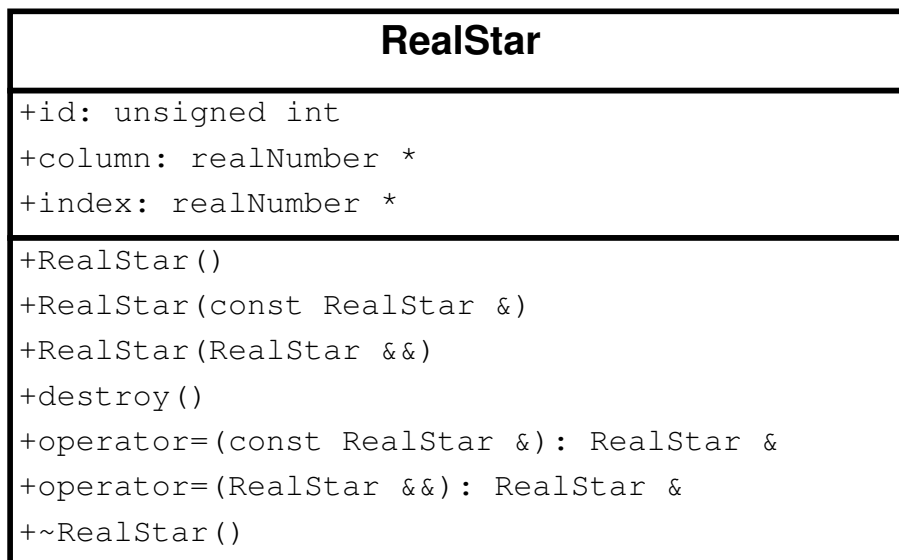 RealStar
+id: unsigned int
+column: realNumber *
+index: realNumber *
+RealStar()
+RealStar(const RealStar &)
+RealStar(RealStar &&)
+destroy()
+operator=(const RealStar &): RealStar &
+operator=(RealStar &&): RealStar &
+~RealStar()